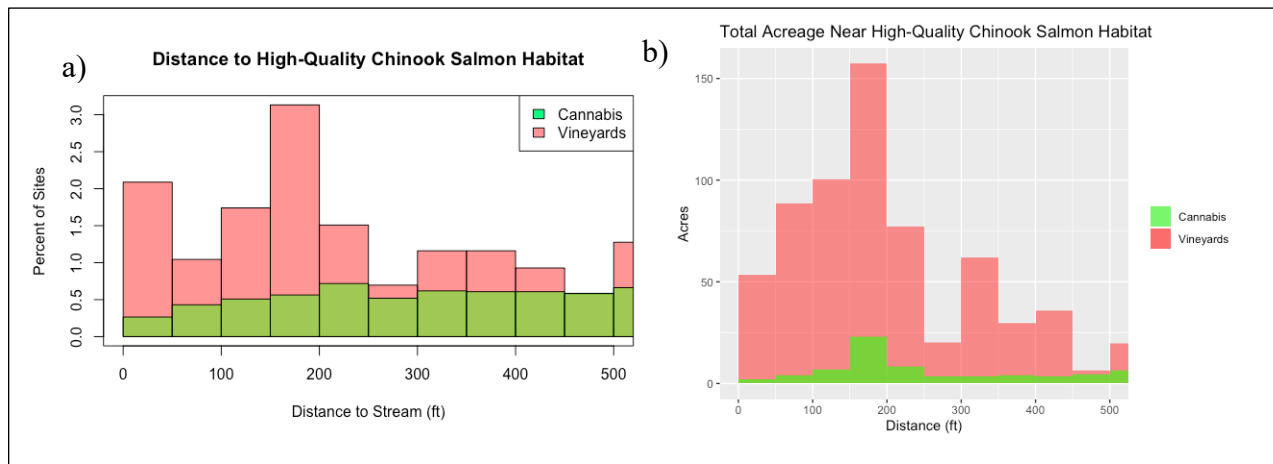 a)
Distance to High-Quality Chinook Salmon Habitat
Cannabis
Vineyards
Percent of Sites
3.0
2.5
2.0
1.5
1.0
0.5
0.0
0 100 200 300 400 500
Distance to Stream (ft)
b)
Total Acreage Near High-Quality Chinook Salmon Habitat
Acres
150
100
50
0
0 100 200 300 400 500
Distance (ft)
Cannabis
Vineyards